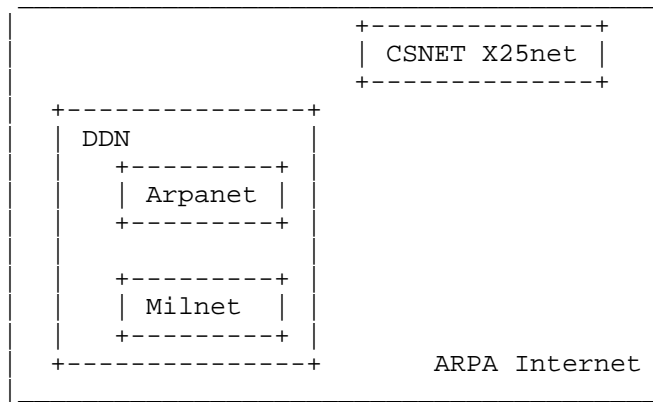 CSNET X25net
DDN
Arpanet
Milnet
ARPA Internet